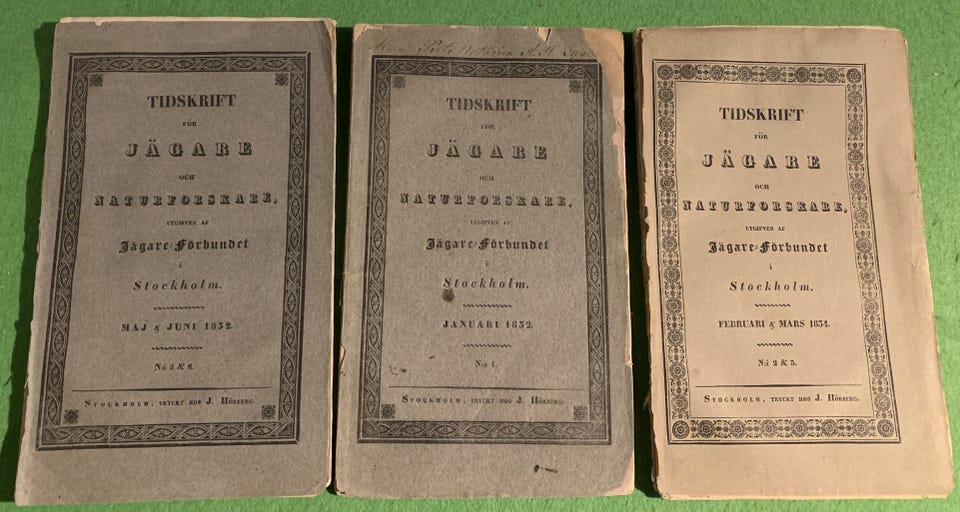 TIDSKRIFT
FÖR
JÄGARE
OCH
NATURFORSKARE,
UTGIFVEN AF
Jägare-Förbundet
i
Stockholm.
MAJ & JUNI 1832.
N:i 5 & 6.
STOCKHOLM, TRYCKT HOS J. HÖRBERG.
TIDSKRIFT
FÖR
JÄGARE
OCH
NATURFORSKARE,
UTGIFVEN AF
Jägare-Förbundet
i
Stockholm.
JANUARI 1832.
N:o 1.
STOCKHOLM, TRYCKT HOS J. HÖRBERG.
TIDSKRIFT
FÖR
JÄGARE
OCH
NATURFORSKARE,
UTGIFVEN AF
Jägare-Förbundet
i
Stockholm.
FEBRUARI & MARS 1834.
N:i 2 & 3.
STOCKHOLM, TRYCKT HOS J. HÖRBERG.